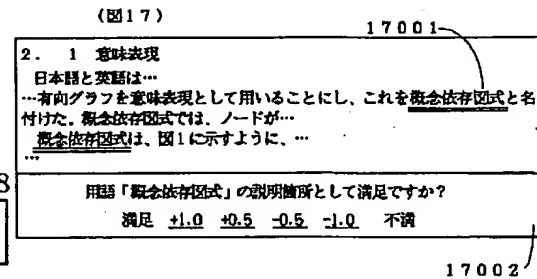 (図17)
17001
2. 1 意味表現
日本語と英語は…
…有向グラフを意味表現として用いることにし、これを概念依存図式と名
付けた。概念依存図式では、ノードが…
概念依存図式は、図1に示すように、…
…
8
用語「概念依存図式」の説明箇所として満足ですか?
満足 +1.0 +0.5 -0.5 -1.0 不満
17002